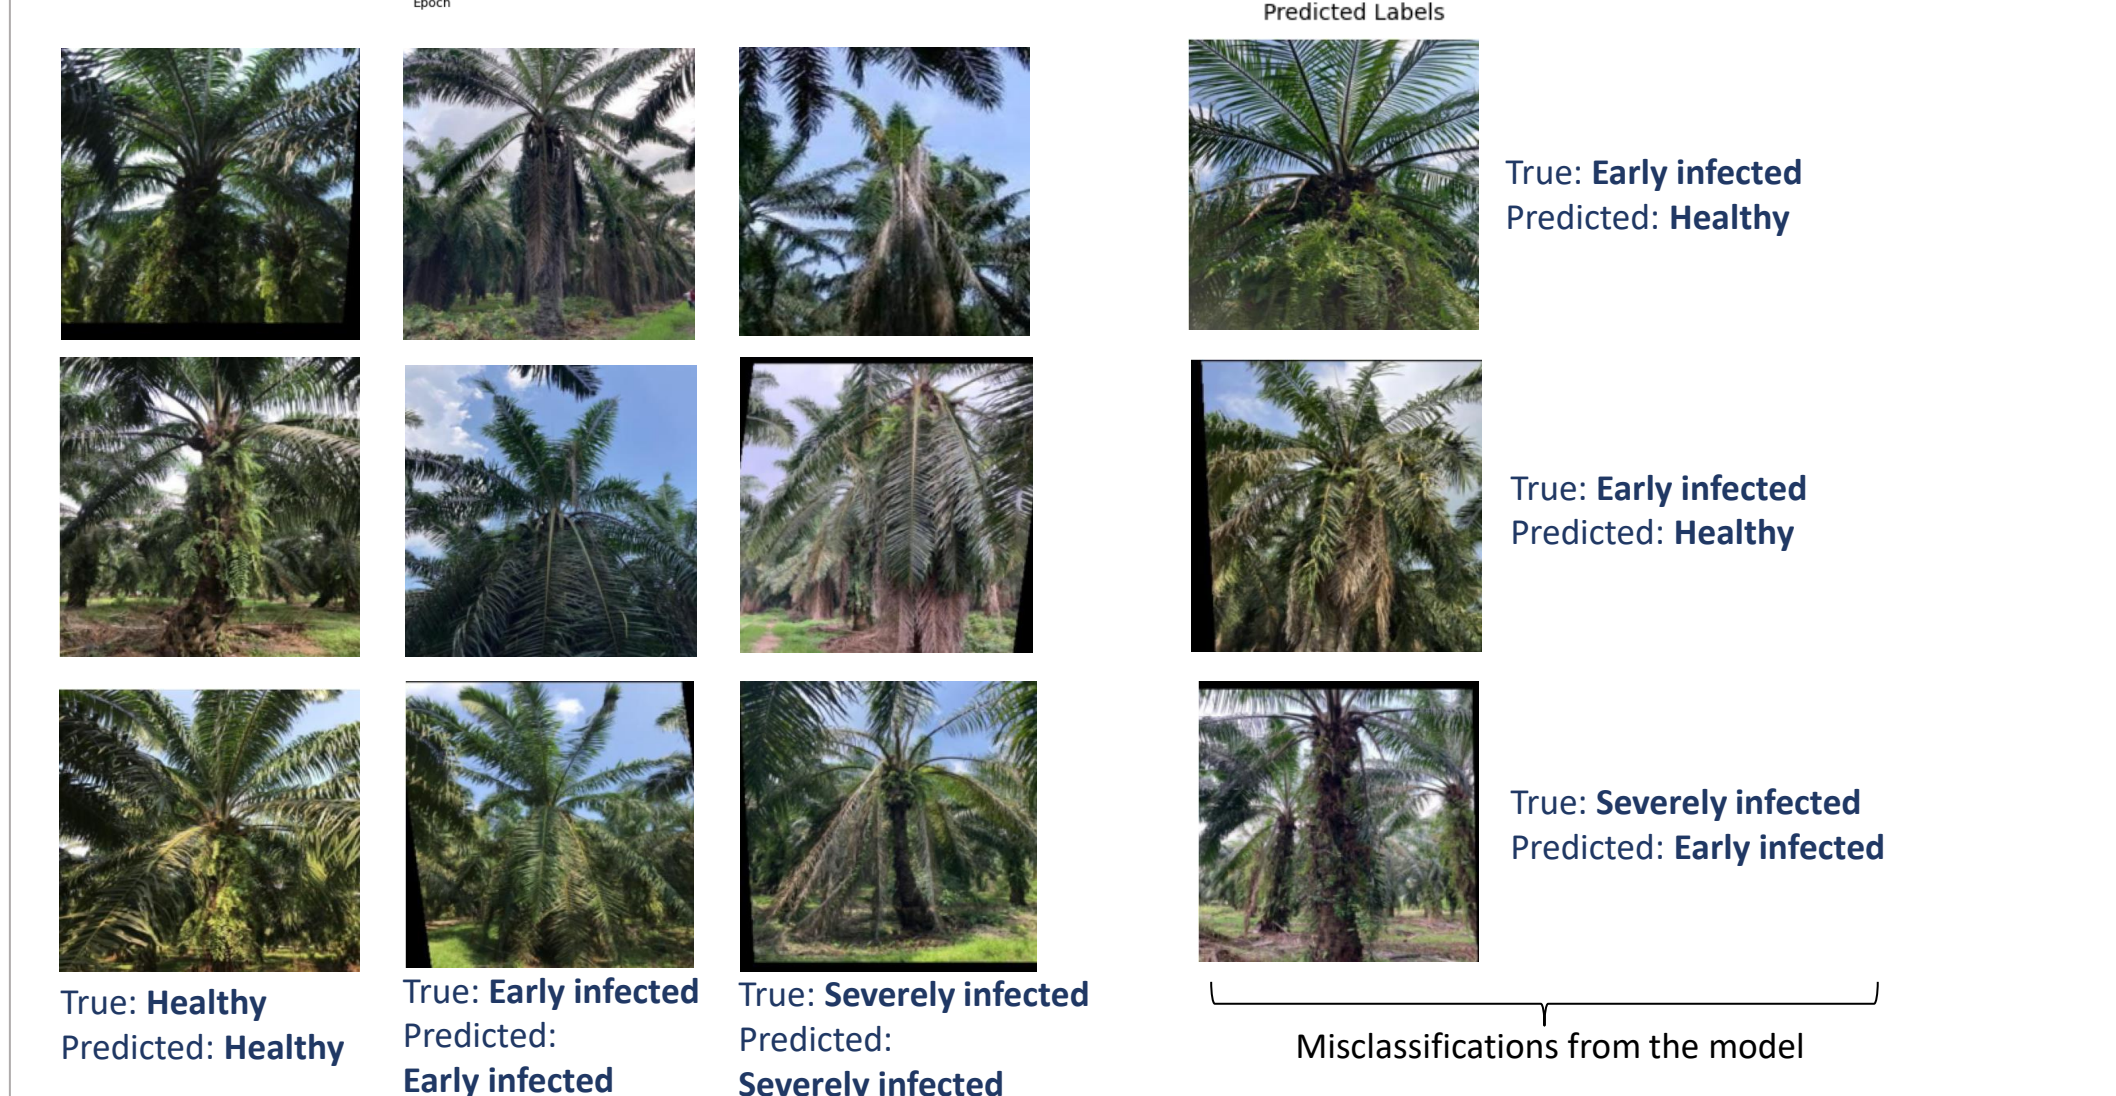 Epoch
Predicted Labels
True: Early infected
Predicted: Healthy
True: Early infected
Predicted: Healthy
True: Severely infected
Predicted: Early infected
True: Healthy
Predicted: Healthy
True: Early infected
Predicted:
Early infected
True: Severely infected
Predicted:
Severely infected
Misclassifications from the model